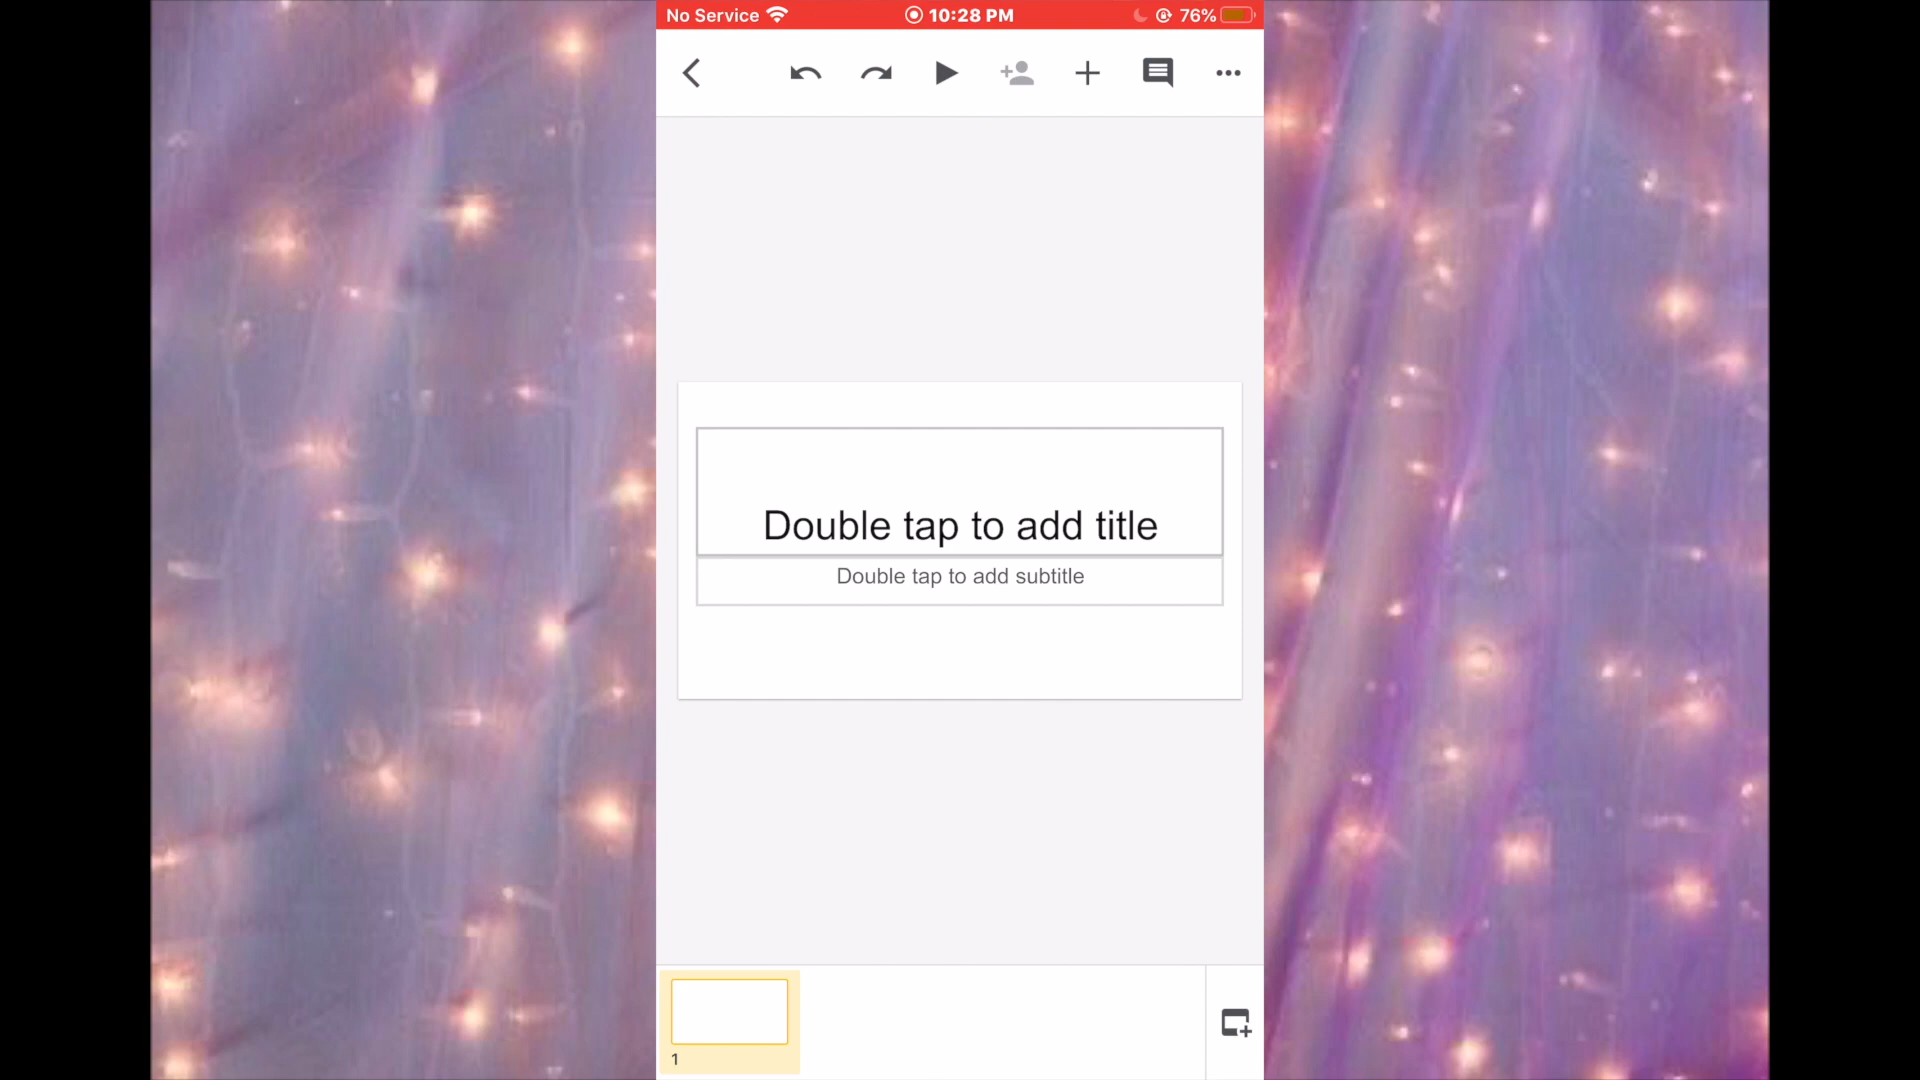 No Service 10:28 PM 76%
Double tap to add title
Double tap to add subtitle
1